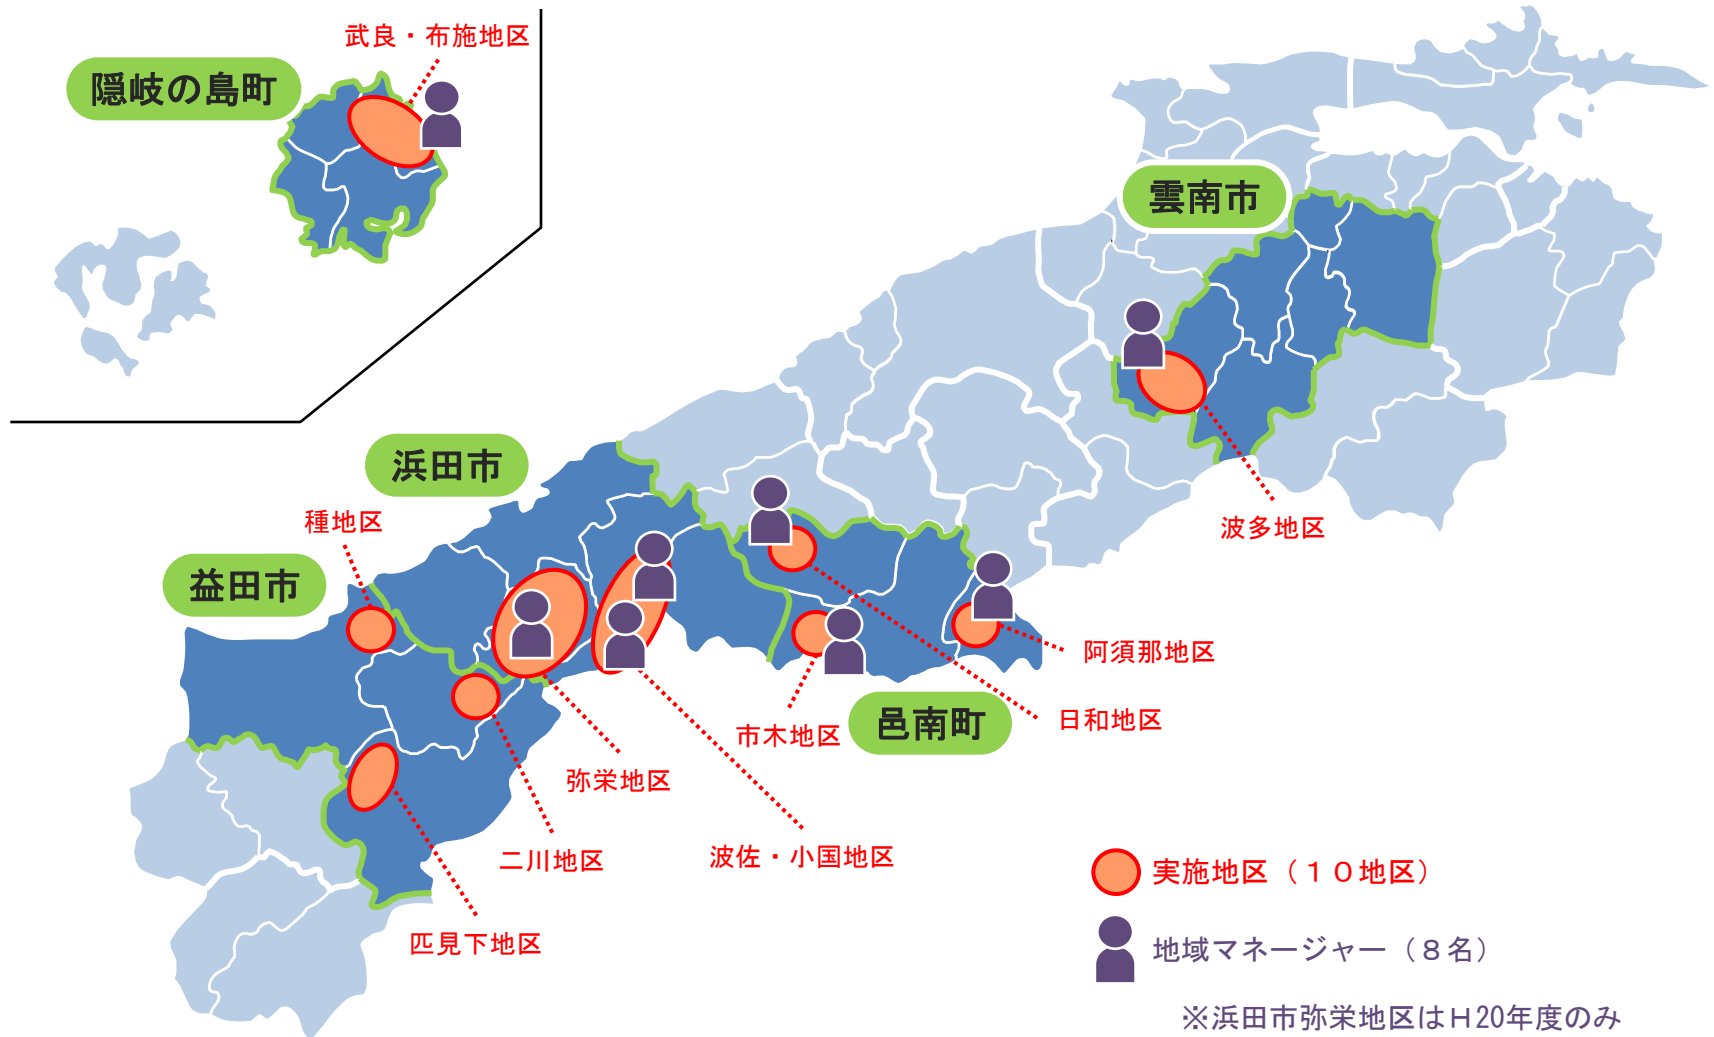 武良・布施地区
隠岐の島町
雲南市
浜田市
種地区
波多地区
益田市
阿須那地区
邑南町
日和地区
市木地区
弥栄地区
二川地区
波佐・小国地区
実施地区（１０地区）
匹見下地区
地域マネージャー（８名）
※浜田市弥栄地区はＨ20年度のみ